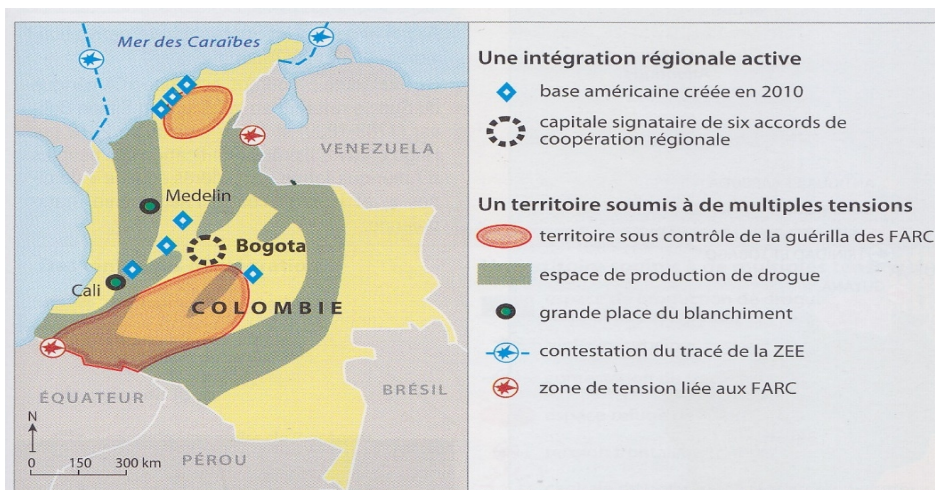 Mer des Caraïbes
VENEZUELA
Medelin
Bogota
Cali
COLOMBIE
ÉQUATEUR
BRÉSIL
PÉROU
N
0 150 300 km
Une intégration régionale active
base américaine créée en 2010
capitale signataire de six accords de
coopération régionale
Un territoire soumis à de multiples tensions
territoire sous contrôle de la guérilla des FARC
espace de production de drogue
grande place du blanchiment
contestation du tracé de la ZEE
zone de tension liée aux FARC